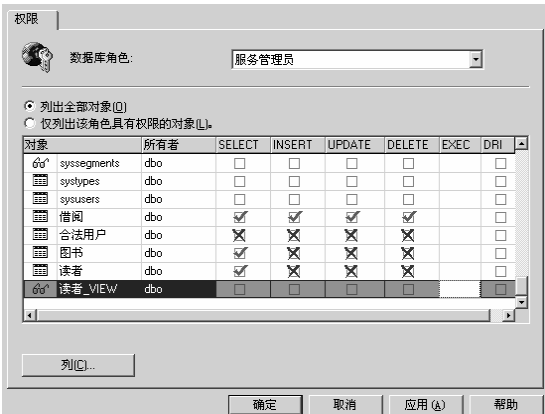 权限
数据库角色:
服务管理员
列出全部对象(O)
仅列出该角色具有权限的对象(L)。
对象 所有者 SELECT INSERT UPDATE DELETE EXEC DRI
syssegments dbo
systypes dbo
sysusers dbo
借阅 dbo
合法用户 dbo
图书 dbo
读者 dbo
读者_VIEW dbo
列(C)...
确定 取消 应用(A) 帮助